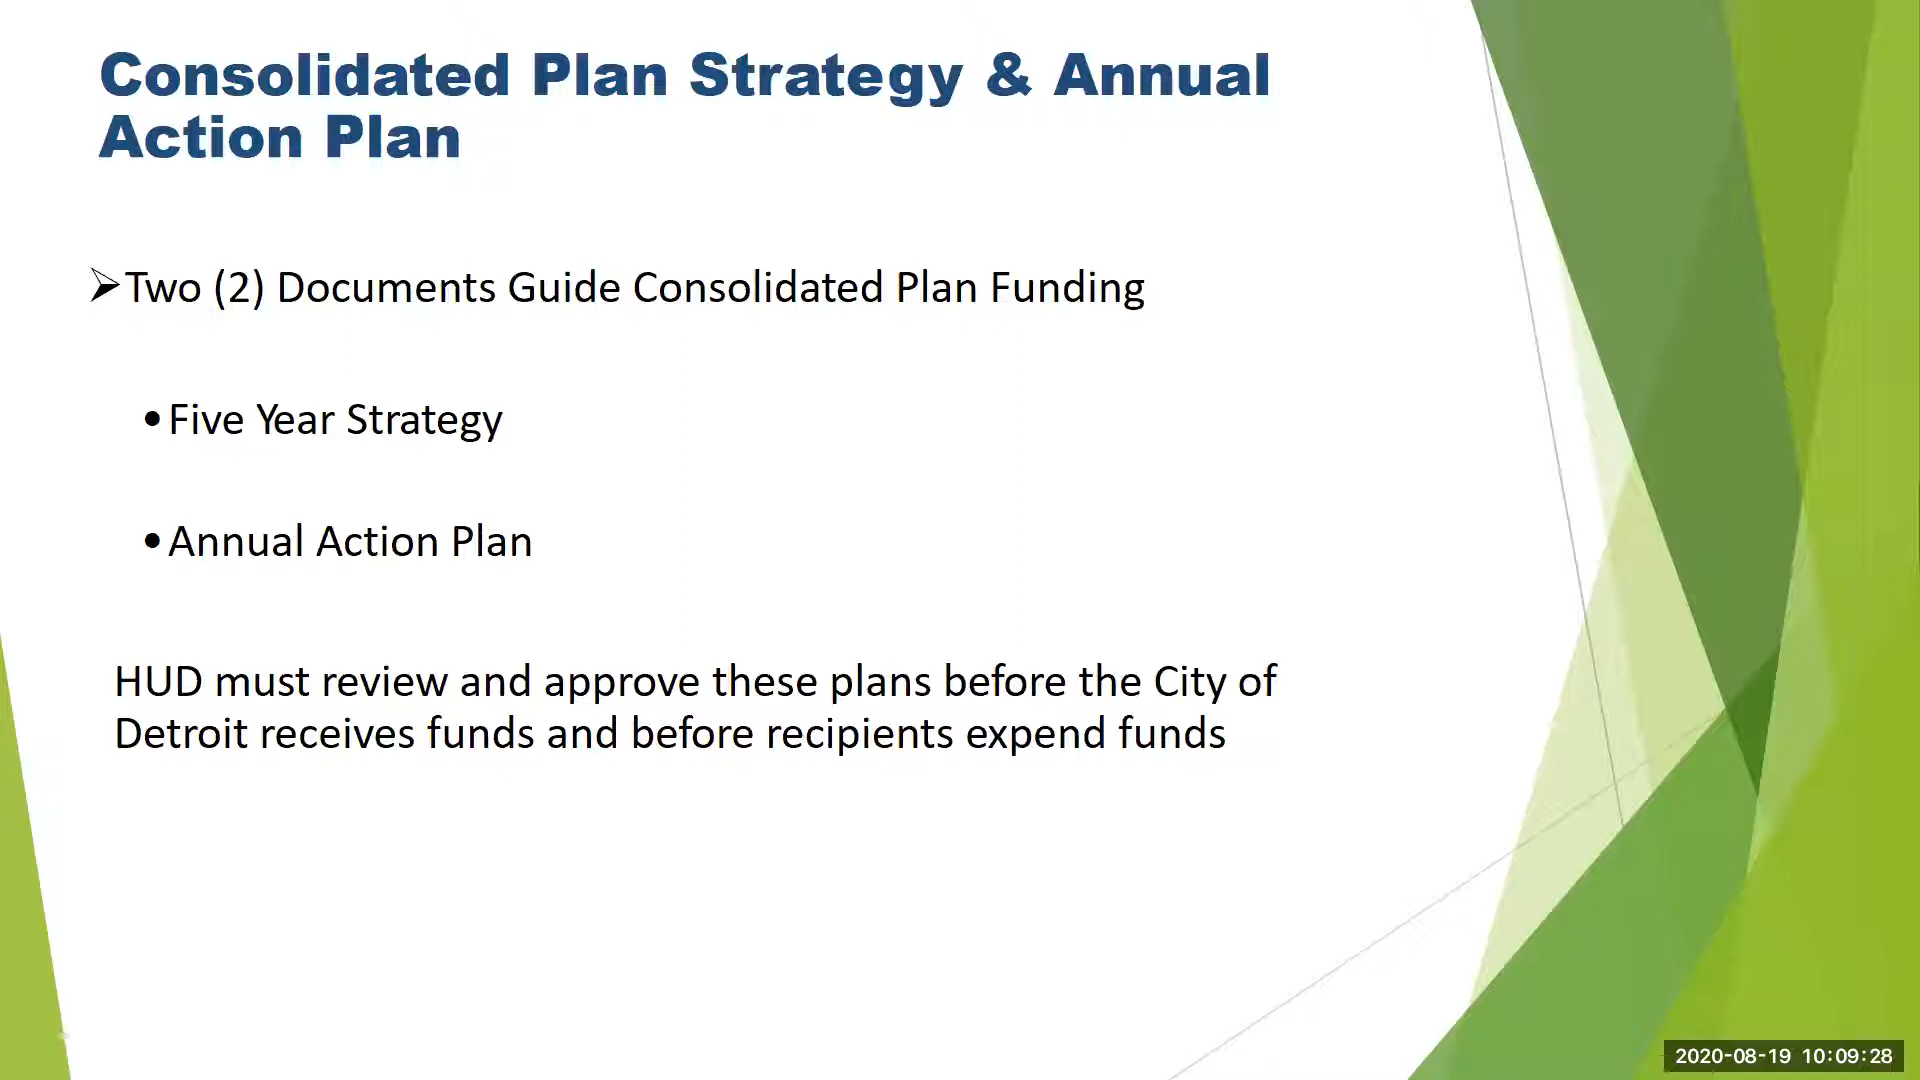 Consolidated Plan Strategy & Annual
Action Plan
➢Two (2) Documents Guide Consolidated Plan Funding
•Five Year Strategy
•Annual Action Plan
HUD must review and approve these plans before the City of
Detroit receives funds and before recipients expend funds
2020-08-19 10:09:28